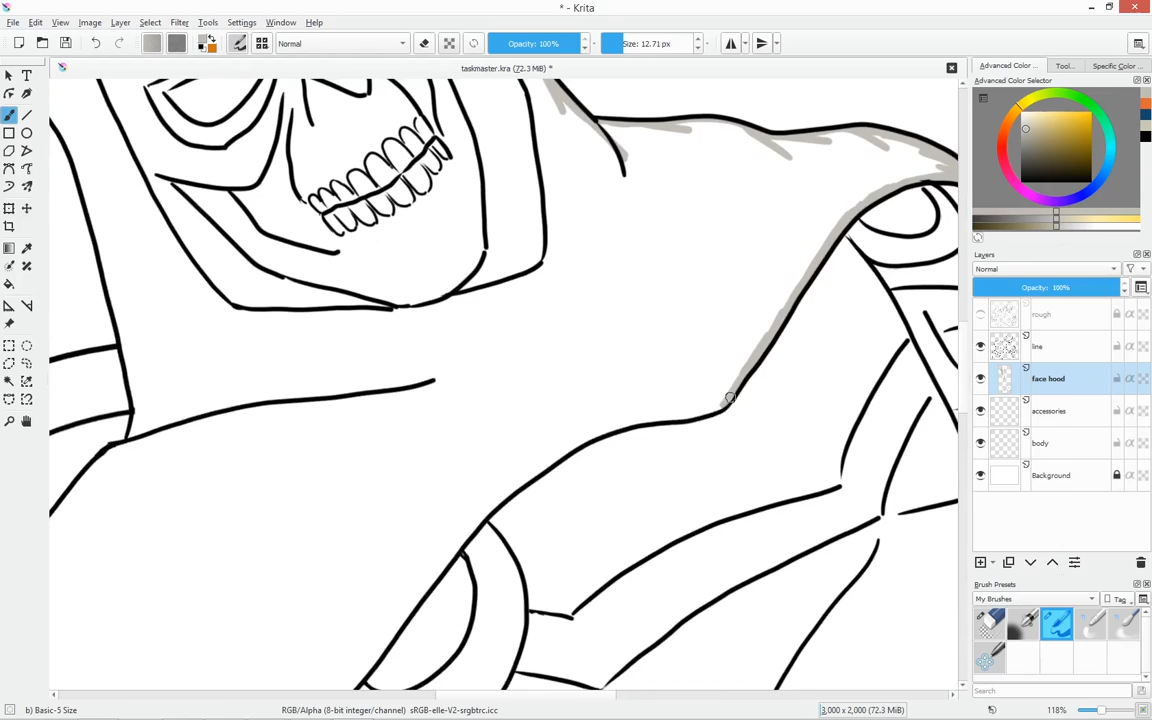 * - Krita
File Edit View Image Layer Select Filter Tools Settings Window Help
Normal Opacity: 100% Size: 12.71 px
taskmaster.kra (72.3 MiB) *
Advanced Color ... Tool... Specific Color ...
Advanced Color Selector
Layers
Normal
Opacity: 100%
rough
line
face hood
accessories
body
Background
Brush Presets
My Brushes Tag
Search
b) Basic-5 Size RGB/Alpha (8-bit integer/channel) sRGB-elle-V2-srgbtrc.icc 3,000 x 2,000 (72.3 MiB) 118%